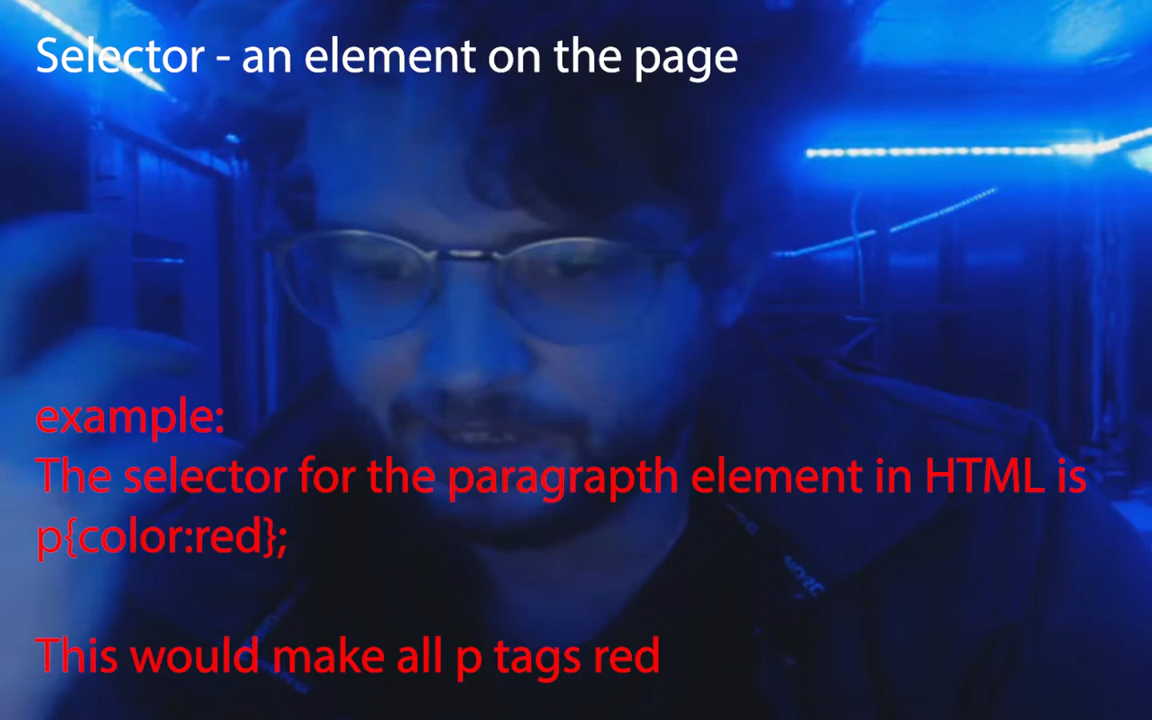 Selector - an element on the page
example:
The selector for the paragrapth element in HTML is
p{color:red};
This would make all p tags red